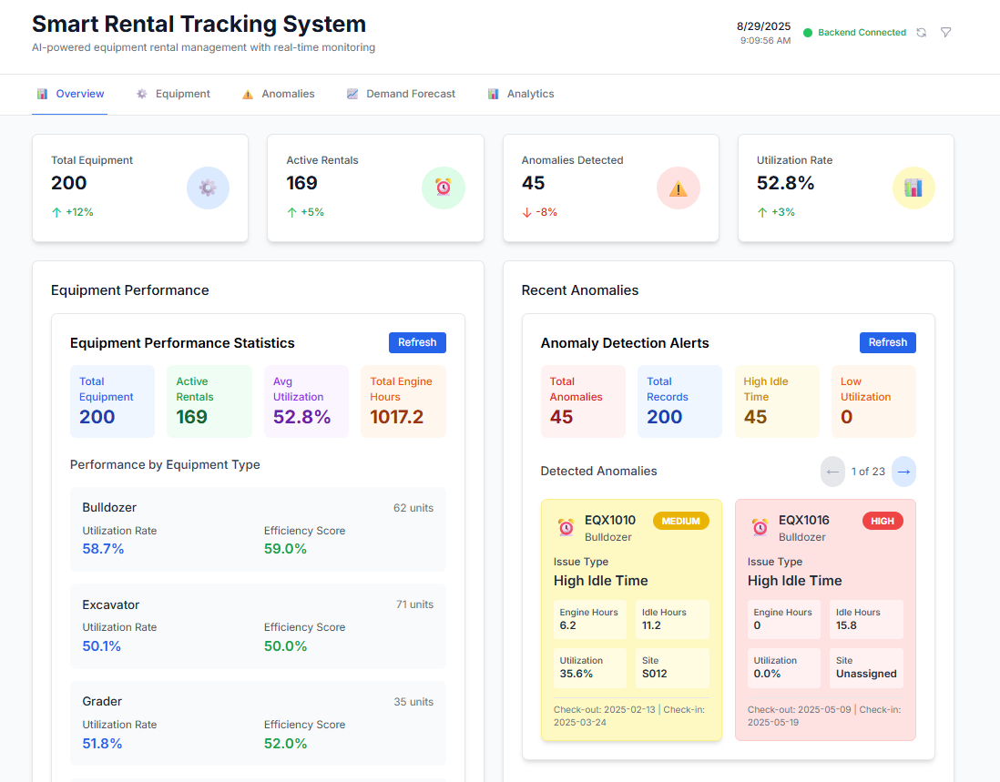 Smart Rental Tracking System
AI-powered equipment rental management with real-time monitoring
8/29/2025
9:09:56 AM
Backend Connected
Overview
Equipment
Anomalies
Demand Forecast
Analytics
Total Equipment
200
↑ +12%
Active Rentals
169
↑ +5%
Anomalies Detected
45
↓ -8%
Utilization Rate
52.8%
↑ +3%
Equipment Performance
Equipment Performance Statistics
Refresh
Total
Equipment
200
Active
Rentals
169
Avg
Utilization
52.8%
Total Engine
Hours
1017.2
Performance by Equipment Type
Bulldozer
62 units
Utilization Rate
58.7%
Efficiency Score
59.0%
Excavator
71 units
Utilization Rate
50.1%
Efficiency Score
50.0%
Grader
35 units
Utilization Rate
51.8%
Efficiency Score
52.0%
Recent Anomalies
Anomaly Detection Alerts
Refresh
Total
Anomalies
45
Total
Records
200
High Idle
Time
45
Low
Utilization
0
Detected Anomalies
← 1 of 23 →
EQX1010
MEDIUM
Bulldozer
Issue Type
High Idle Time
Engine Hours
6.2
Idle Hours
11.2
Utilization
35.6%
Site
S012
Check-out: 2025-02-13 | Check-in:
2025-03-24
EQX1016
HIGH
Bulldozer
Issue Type
High Idle Time
Engine Hours
0
Idle Hours
15.8
Utilization
0.0%
Site
Unassigned
Check-out: 2025-05-09 | Check-in:
2025-05-19